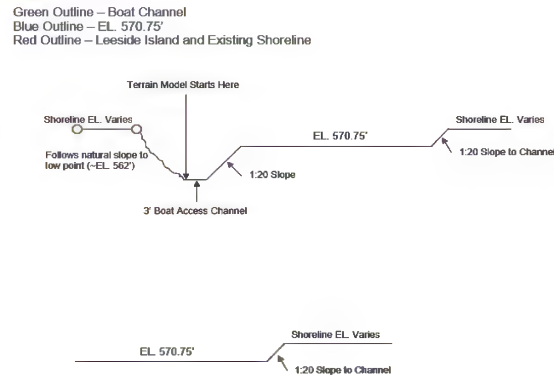 Green Outline – Boat Channel
Blue Outline – EL. 570.75'
Red Outline – Leeside Island and Existing Shoreline
Terrain Model Starts Here
Shoreline EL. Varies
Shoreline EL. Varies
EL. 570.75'
Follows natural slope to
low point (~EL. 562')
1:20 Slope to Channel
1:20 Slope
3' Boat Access Channel
Shoreline EL. Varies
EL. 570.75'
1:20 Slope to Channel